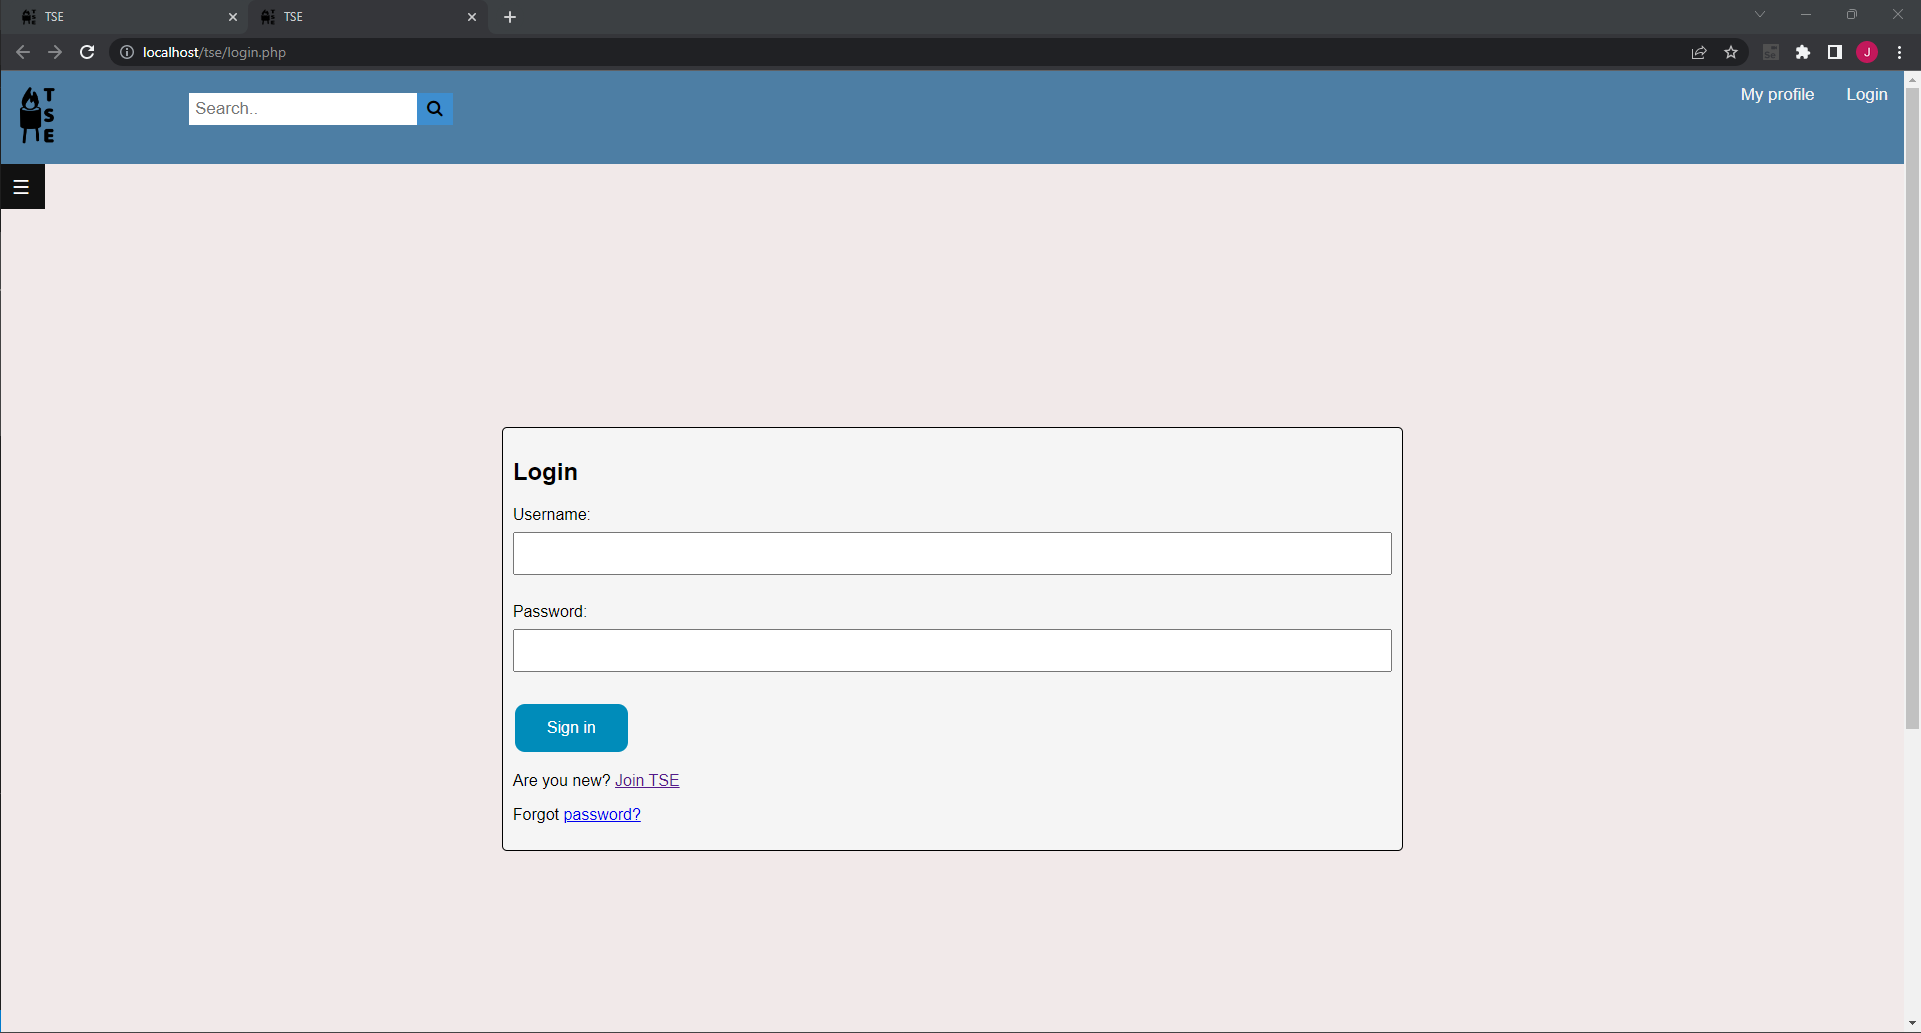 TSE
TSE
localhost/tse/login.php
J
TSE
Search..
My profile
Login
Login
Username:
Password:
Sign in
Are you new? Join TSE
Forgot password?